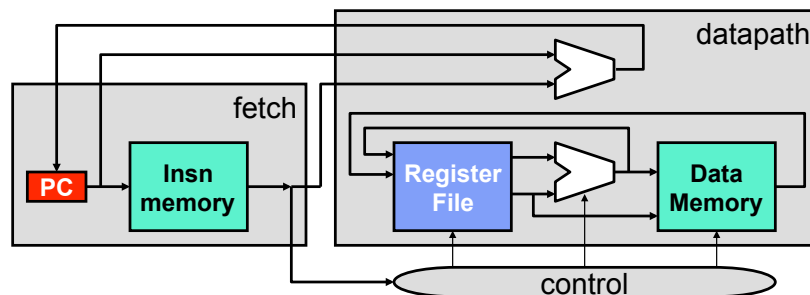 datapath
fetch
PC
Insn
memory
Register
File
Data
Memory
control